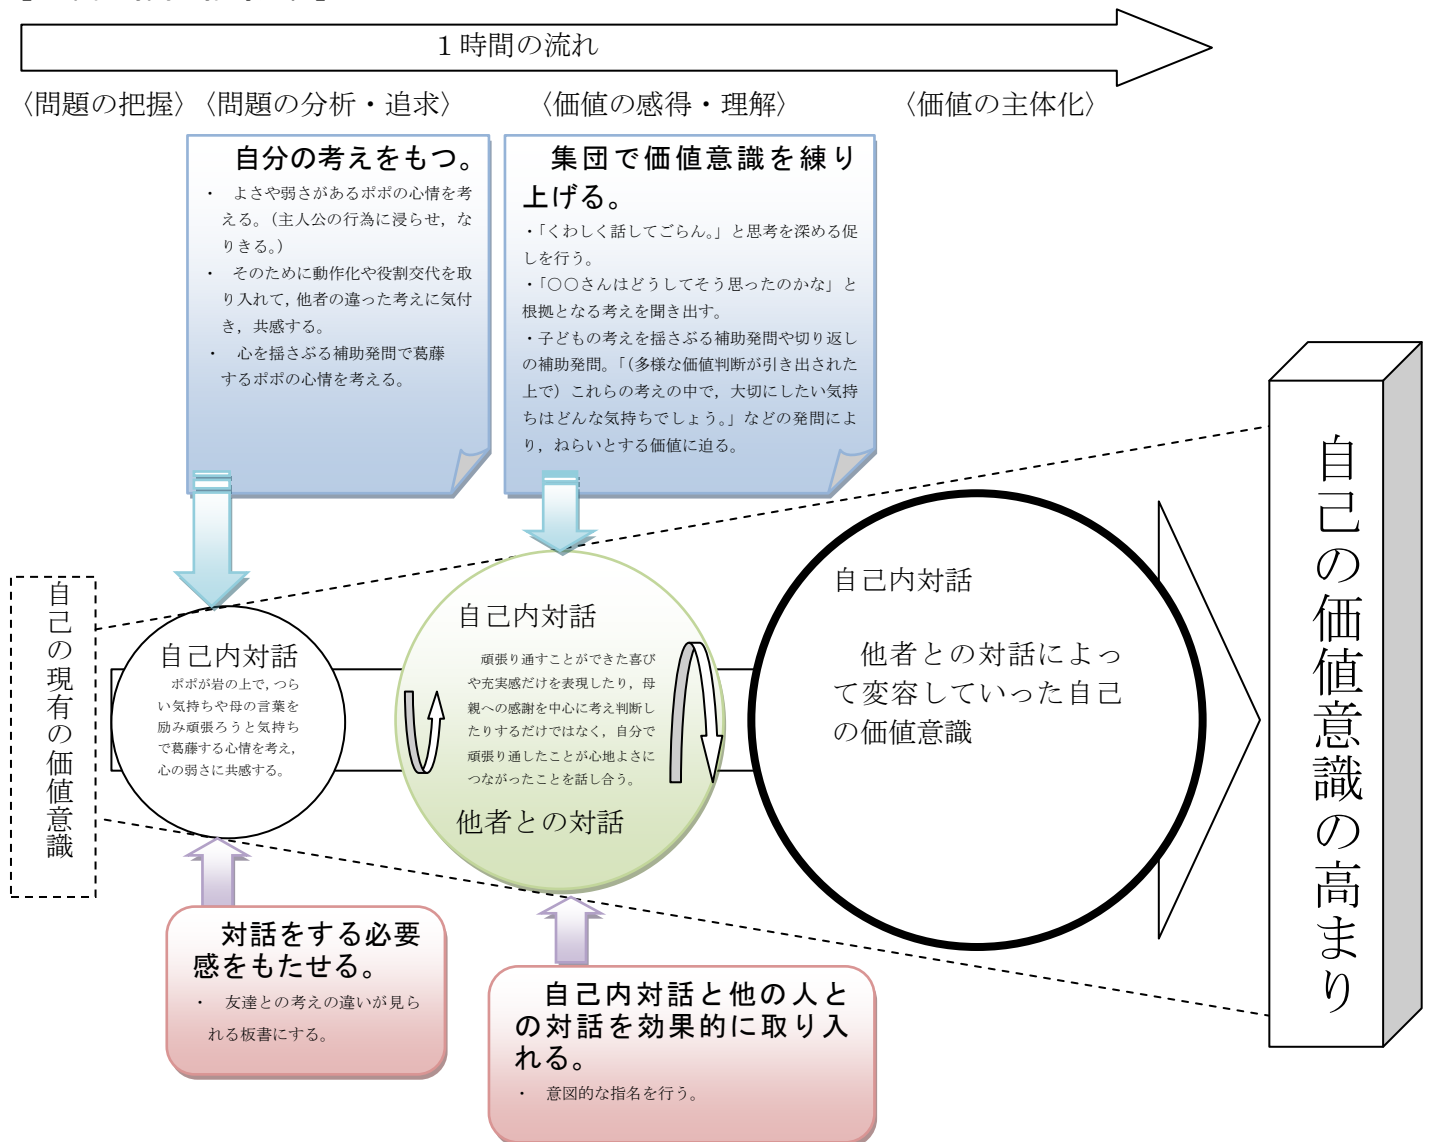 1時間の流れ
〈問題の把握〉〈問題の分析・追求〉
〈価値の感得・理解〉
〈価値の主体化〉
自分の考えをもつ。
・ よさや弱さがあるポポの心情を考
える。(主人公の行為に浸らせ,な
りきる。)
・ そのために動作化や役割交代を取
り入れて,他者の違った考えに気付
き,共感する。
・ 心を揺さぶる補助発問で葛藤
するポポの心情を考える。
集団で価値意識を練り
上げる。
・「くわしく話してごらん。」と思考を深める促
しを行う。
・「○○さんはどうしてそう思ったのかな」と
根拠となる考えを聞き出す。
・子どもの考えを揺さぶる補助発問や切り返し
の補助発問。「(多様な価値判断が引き出された
上で)これらの考えの中で,大切にしたい気持
ちはどんな気持ちでしょう。」などの発問によ
り,ねらいとする価値に迫る。
自己の現有の価値意識
自己内対話
ポポが岩の上で,つら
い気持ちや母の言葉を
励み頑張ろうと気持ち
で葛藤する心情を考え,
心の弱さに共感する。
自己内対話
頑張り通すことができた喜び
や充実感だけを表現したり,母
親への感謝を中心に考え判断し
たりするだけではなく,自分で
頑張り通したことが心地よさに
つながったことを話し合う。
他者との対話
自己内対話
他者との対話によっ
て変容していった自己
の価値意識
自己の価値意識の高まり
対話をする必要
感をもたせる。
・ 友達との考えの違いが見ら
れる板書にする。
自己内対話と他の人と
の対話を効果的に取り入
れる。
・ 意図的な指名を行う。